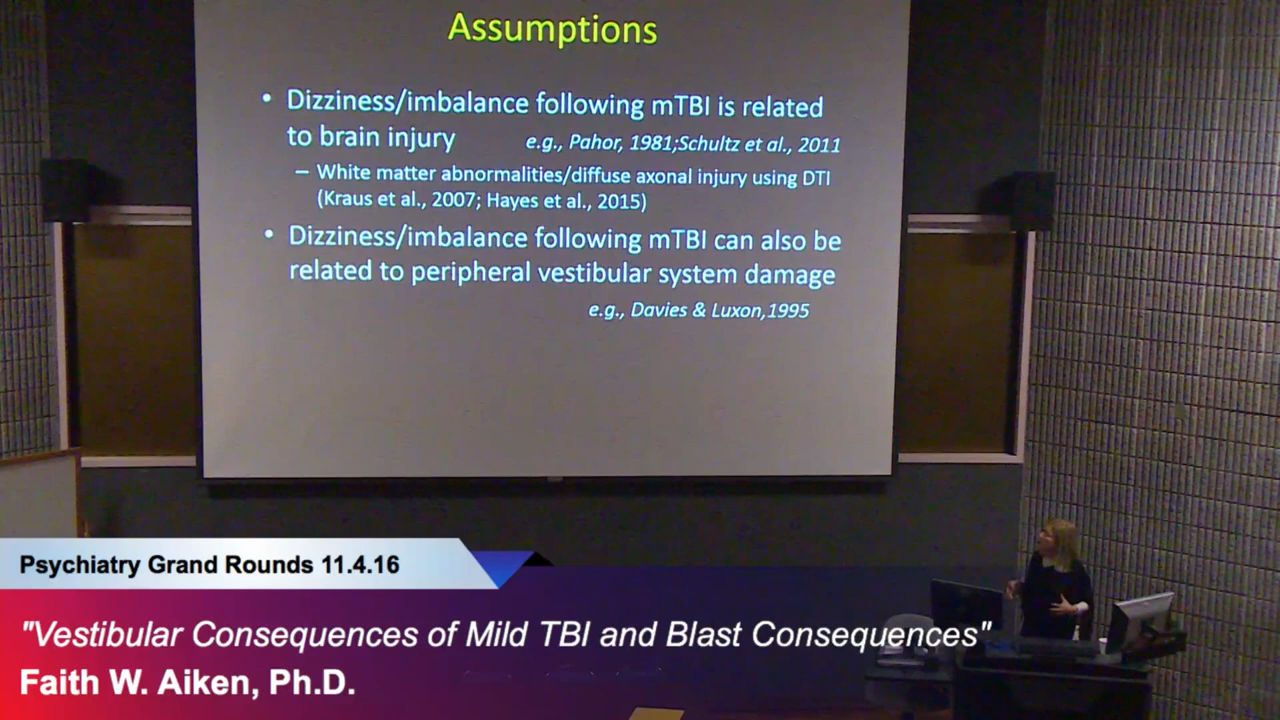 Assumptions
• Dizziness/imbalance following mTBI is related
to brain injury e.g., Pahor, 1981;Schultz et al., 2011
– White matter abnormalities/diffuse axonal injury using DTI
(Kraus et al., 2007; Hayes et al., 2015)
• Dizziness/imbalance following mTBI can also be
related to peripheral vestibular system damage
e.g., Davies & Luxon,1995
Psychiatry Grand Rounds 11.4.16
"Vestibular Consequences of Mild TBI and Blast Consequences"
Faith W. Aiken, Ph.D.